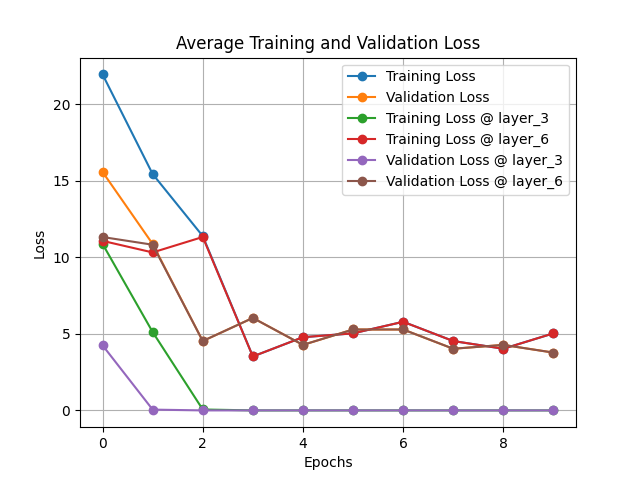 Average Training and Validation Loss
Training Loss
Validation Loss
Training Loss @ layer_3
Training Loss @ layer_6
Validation Loss @ layer_3
Validation Loss @ layer_6
Loss
20
15
10
5
0
0 2 4 6 8
Epochs